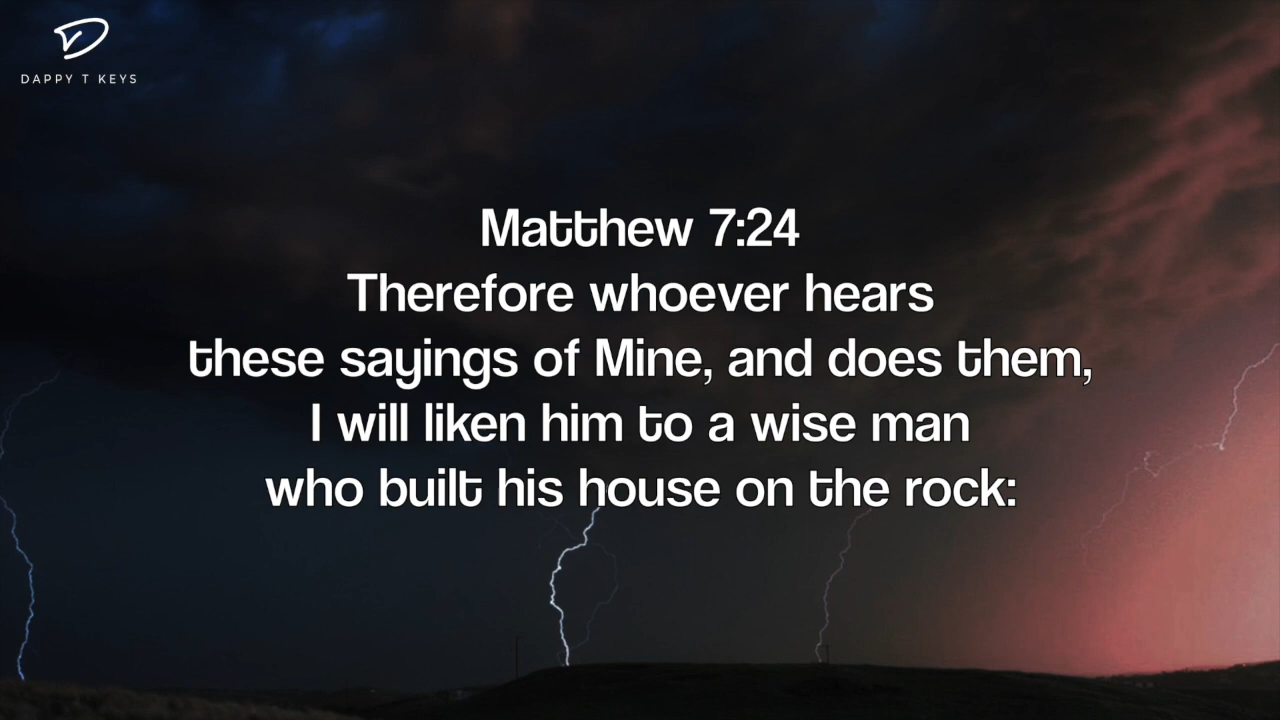 DAPPY T KEYS
Matthew 7:24
Therefore whoever hears
these sayings of Mine, and does them,
I will liken him to a wise man
who built his house on the rock: